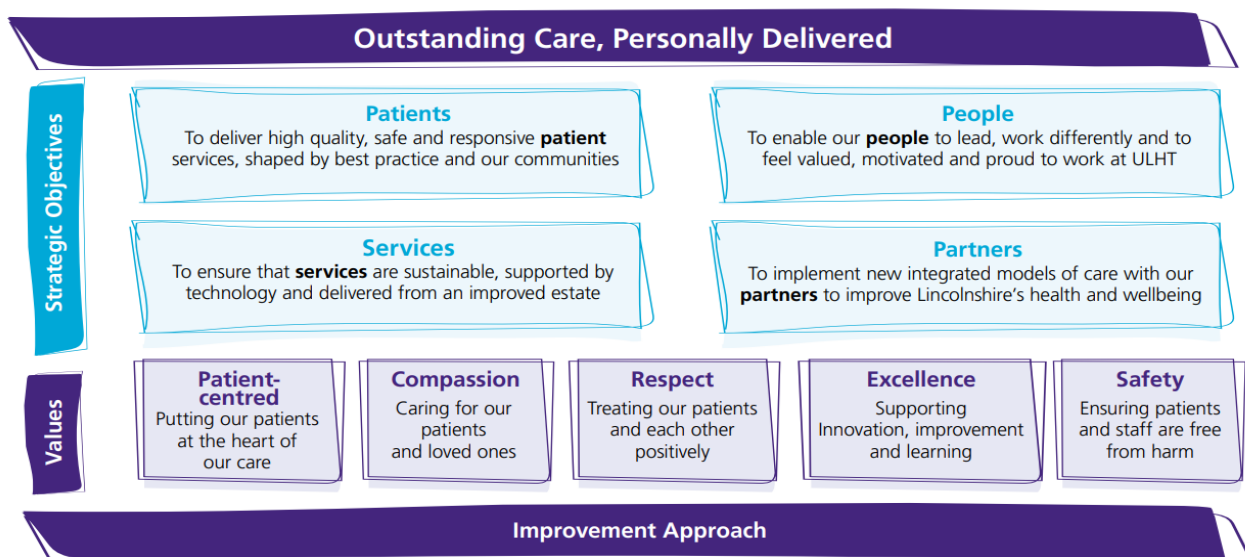 Outstanding Care, Personally Delivered
Strategic Objectives
Patients
To deliver high quality, safe and responsive patient
services, shaped by best practice and our communities
People
To enable our people to lead, work differently and to
feel valued, motivated and proud to work at ULHT
Services
To ensure that services are sustainable, supported by
technology and delivered from an improved estate
Partners
To implement new integrated models of care with our
partners to improve Lincolnshire’s health and wellbeing
Values
Patient-
centred
Putting our patients
at the heart of
our care
Compassion
Caring for our
patients
and loved ones
Respect
Treating our patients
and each other
positively
Excellence
Supporting
Innovation, improvement
and learning
Safety
Ensuring patients
and staff are free
from harm
Improvement Approach